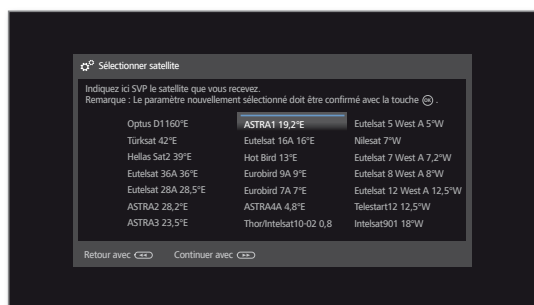 Sélectionner satellite
Indiquez ici SVP le satellite que vous recevez.
Remarque : Le paramètre nouvellement sélectionné doit être confirmé avec la touche OK .
Optus D1160°E ASTRA1 19,2°E Eutelsat 5 West A 5°W
Türksat 42°E Eutelsat 16A 16°E Nilesat 7°W
Hellas Sat2 39°E Hot Bird 13°E Eutelsat 7 West A 7,2°W
Eutelsat 36A 36°E Eurobird 9A 9°E Eutelsat 8 West A 8°W
Eutelsat 28A 28,5°E Eurobird 7A 7°E Eutelsat 12 West A 12,5°W
ASTRA2 28,2°E ASTRA4A 4,8°E Telestart12 12,5°W
ASTRA3 23,5°E Thor/Intelsat10-02 0,8 Intelsat901 18°W
Retour avec Continuer avec